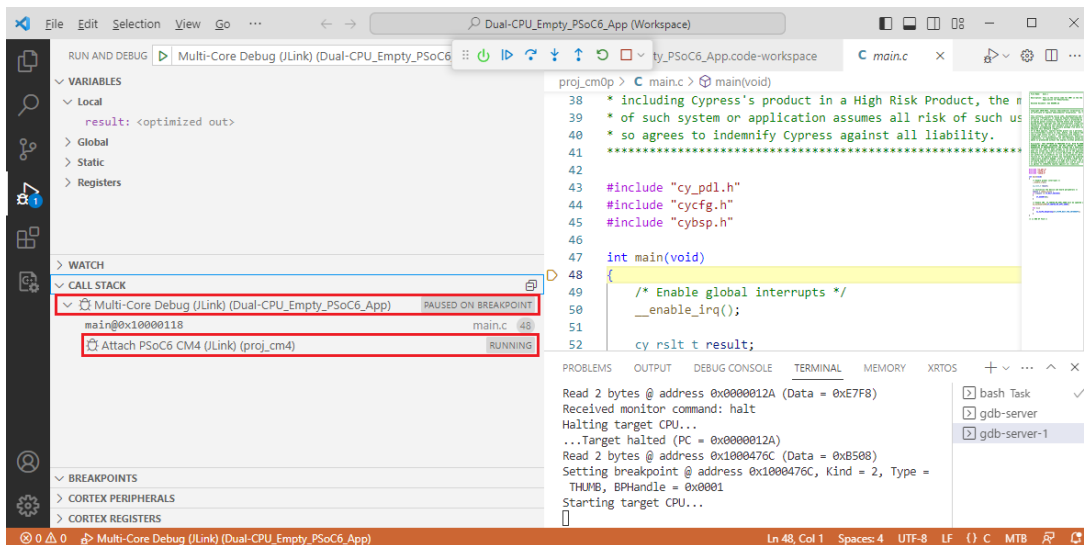 File Edit Selection View Go ··· Dual-CPU_Empty_PSoC6_App (Workspace)
RUN AND DEBUG Multi-Core Debug (JLink) (Dual-CPU_Empty_PSoC6 ty_PSoC6_App.code-workspace C main.c
VARIABLES
Local
result: <optimized out>
Global
Static
Registers
WATCH
CALL STACK
Multi-Core Debug (JLink) (Dual-CPU_Empty_PSoC6_App) PAUSED ON BREAKPOINT
main@0x10000118 main.c 48
Attach PSoC6 CM4 (JLink) (proj_cm4) RUNNING
BREAKPOINTS
CORTEX PERIPHERALS
CORTEX REGISTERS
1
proj_cm0p > C main.c > main(void)
38 * including Cypress's product in a High Risk Product, the
39 * of such system or application assumes all risk of such us
40 * so agrees to indemnify Cypress against all liability.
41 *****************************************************************
42
43 #include "cy_pdl.h"
44 #include "cycfg.h"
45 #include "cybsp.h"
46
47 int main(void)
48 {
49 /* Enable global interrupts */
50 __enable_irq();
51
52 cy_rslt_t result;
PROBLEMS OUTPUT DEBUG CONSOLE TERMINAL MEMORY XRTOS
Read 2 bytes @ address 0x0000012A (Data = 0xE7F8)
Received monitor command: halt
Halting target CPU...
...Target halted (PC = 0x0000012A)
Read 2 bytes @ address 0x1000476C (Data = 0xB508)
Setting breakpoint @ address 0x1000476C, Kind = 2, Type =
THUMB, BPHandle = 0x0001
Starting target CPU...
bash Task
gdb-server
gdb-server-1
0 0 Multi-Core Debug (JLink) (Dual-CPU_Empty_PSoC6_App) Ln 48, Col 1 Spaces: 4 UTF-8 LF {} C MTB